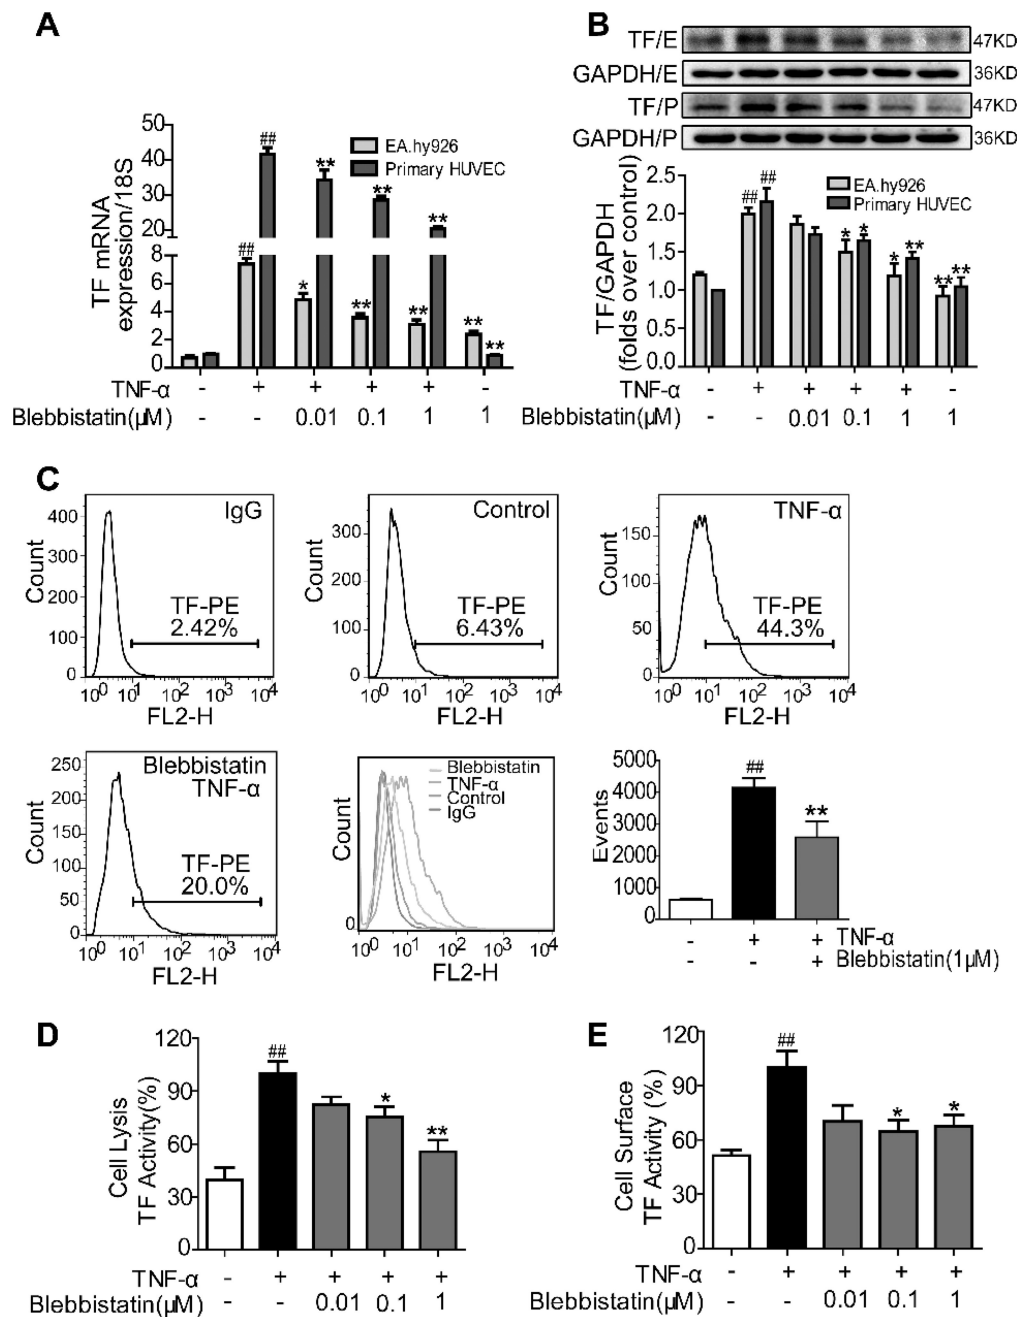 A
TF mRNA
expression/18S
50
40
30
20
8
6
4
2
0
EA.hy926
Primary HUVEC
##
##
*
**
**
**
**
**
**
**
TNF-α - + + + + -
Blebbistatin(µM) - - 0.01 0.1 1 1
B
TF/E 47KD
GAPDH/E 36KD
TF/P 47KD
GAPDH/P 36KD
TF/GAPDH
(folds over control)
2.5
2.0
1.5
1.0
0.5
0.0
EA.hy926
Primary HUVEC
##
##
*
*
*
**
**
**
TNF-α - + + + + -
Blebbistatin(µM) - - 0.01 0.1 1 1
C
IgG
Count
400
300
200
100
0
TF-PE
2.42%
10⁰ 10¹ 10² 10³ 10⁴
FL2-H
Control
Count
300
200
100
0
TF-PE
6.43%
10⁰ 10¹ 10² 10³ 10⁴
FL2-H
TNF-α
Count
150
100
50
0
TF-PE
44.3%
10⁰ 10¹ 10² 10³ 10⁴
FL2-H
Blebbistatin
TNF-α
Count
250
200
150
100
50
0
TF-PE
20.0%
10⁰ 10¹ 10² 10³ 10⁴
FL2-H
Blebbistatin
TNF-α
Control
IgG
Count
0
10⁰ 10¹ 10² 10³ 10⁴
FL2-H
Events
5000
4000
3000
2000
1000
0
##
**
- + + TNF-α
- - + Blebbistatin(1µM)
D
Cell Lysis
TF Activity(%)
120
90
60
30
0
##
*
**
TNF-α - + + + +
Blebbistatin(µM) - - 0.01 0.1 1
E
Cell Surface
TF Activity (%)
120
90
60
30
0
##
*
*
TNF-α - + + + +
Blebbistatin(µM) - - 0.01 0.1 1